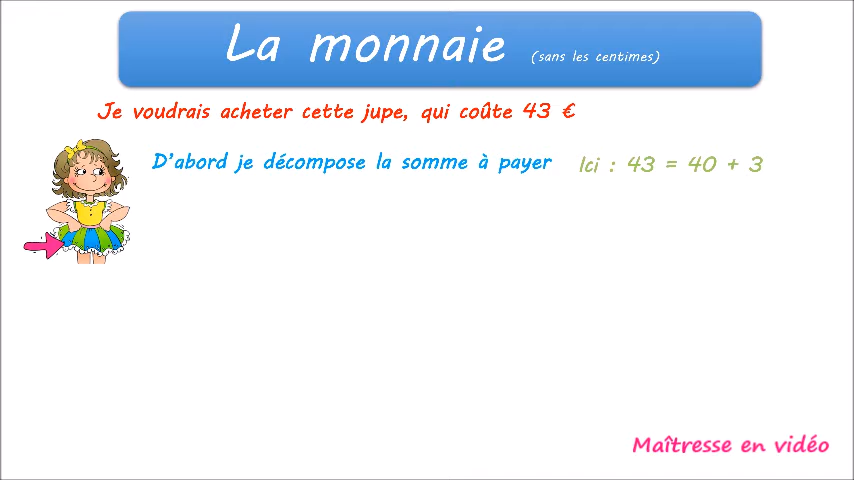 La monnaie (sans les centimes)
Je voudrais acheter cette jupe, qui coûte 43 €
D'abord je décompose la somme à payer Ici : 43 = 40 + 3
Maîtresse en vidéo